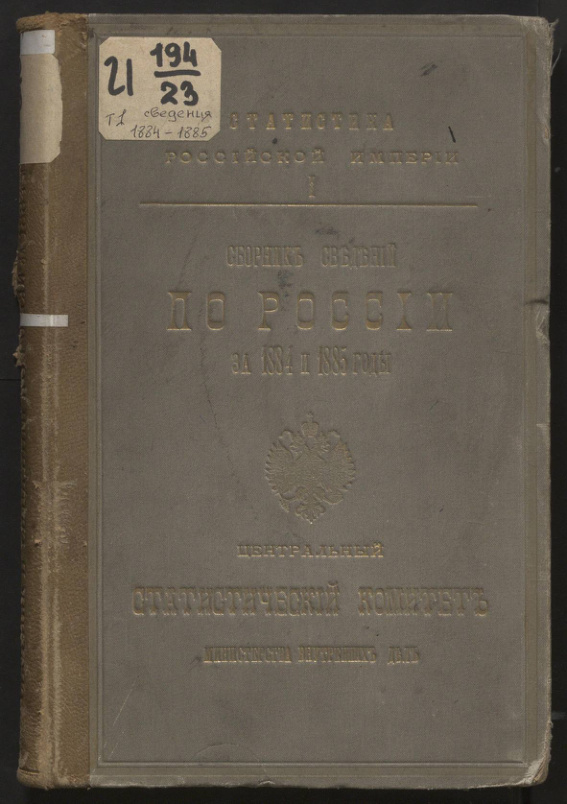 21 194
23
т1 сведения
1884-1885
СТАТИСТИКА
РОССІЙСКОЙ ИМПЕРІИ
I
СБОРНИКЪ СВѢДѢНІЙ
ПО РОССІИ
ЗА 1884 И 1885 ГОДЫ
ЦЕНТРАЛЬНЫЙ
СТАТИСТИЧЕСКІЙ КОМИТЕТЪ
МИНИСТЕРСТВА ВНУТРЕННИХЪ ДѢЛЪ